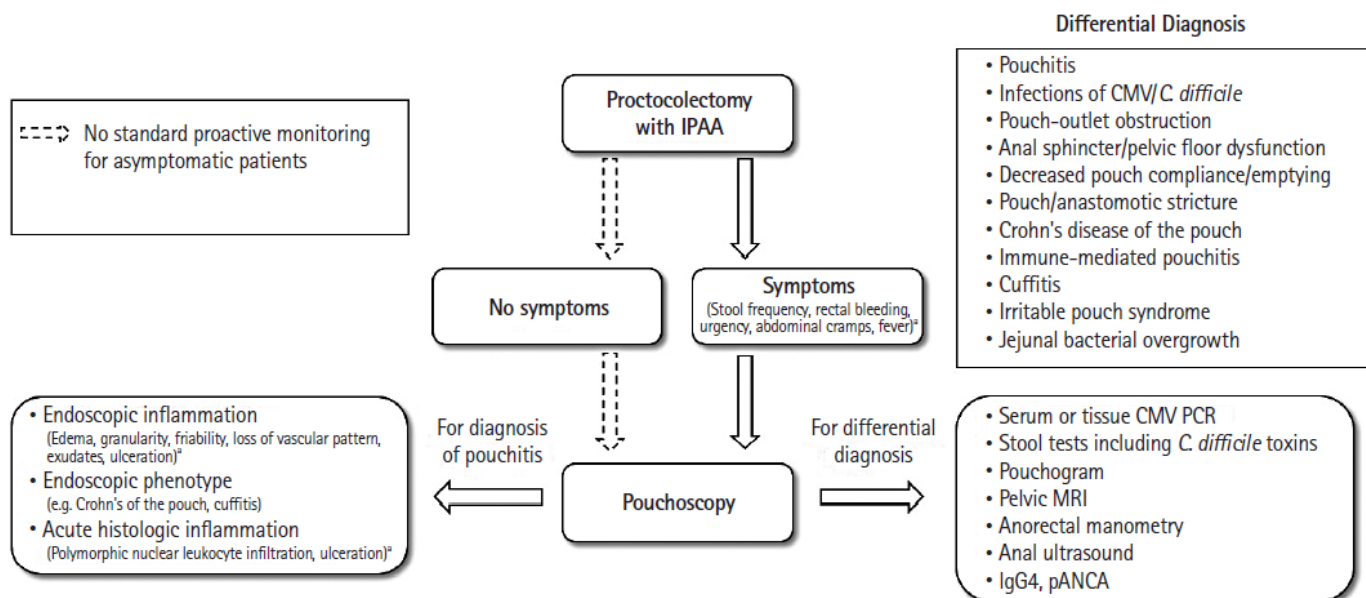 Differential Diagnosis
• Pouchitis
• Infections of CMV/C. difficile
• Pouch-outlet obstruction
• Anal sphincter/pelvic floor dysfunction
• Decreased pouch compliance/emptying
• Pouch/anastomotic stricture
• Crohn's disease of the pouch
• Immune-mediated pouchitis
• Cuffitis
• Irritable pouch syndrome
• Jejunal bacterial overgrowth
No standard proactive monitoring
for asymptomatic patients
Proctocolectomy
with IPAA
No symptoms
Symptoms
(Stool frequency, rectal bleeding,
urgency, abdominal cramps, fever)ª
• Endoscopic inflammation
(Edema, granularity, friability, loss of vascular pattern,
exudates, ulceration)ª
• Endoscopic phenotype
(e.g. Crohn's of the pouch, cuffitis)
• Acute histologic inflammation
(Polymorphic nuclear leukocyte infiltration, ulceration)ª
For diagnosis
of pouchitis
Pouchoscopy
For differential
diagnosis
• Serum or tissue CMV PCR
• Stool tests including C. difficile toxins
• Pouchogram
• Pelvic MRI
• Anorectal manometry
• Anal ultrasound
• IgG4, pANCA